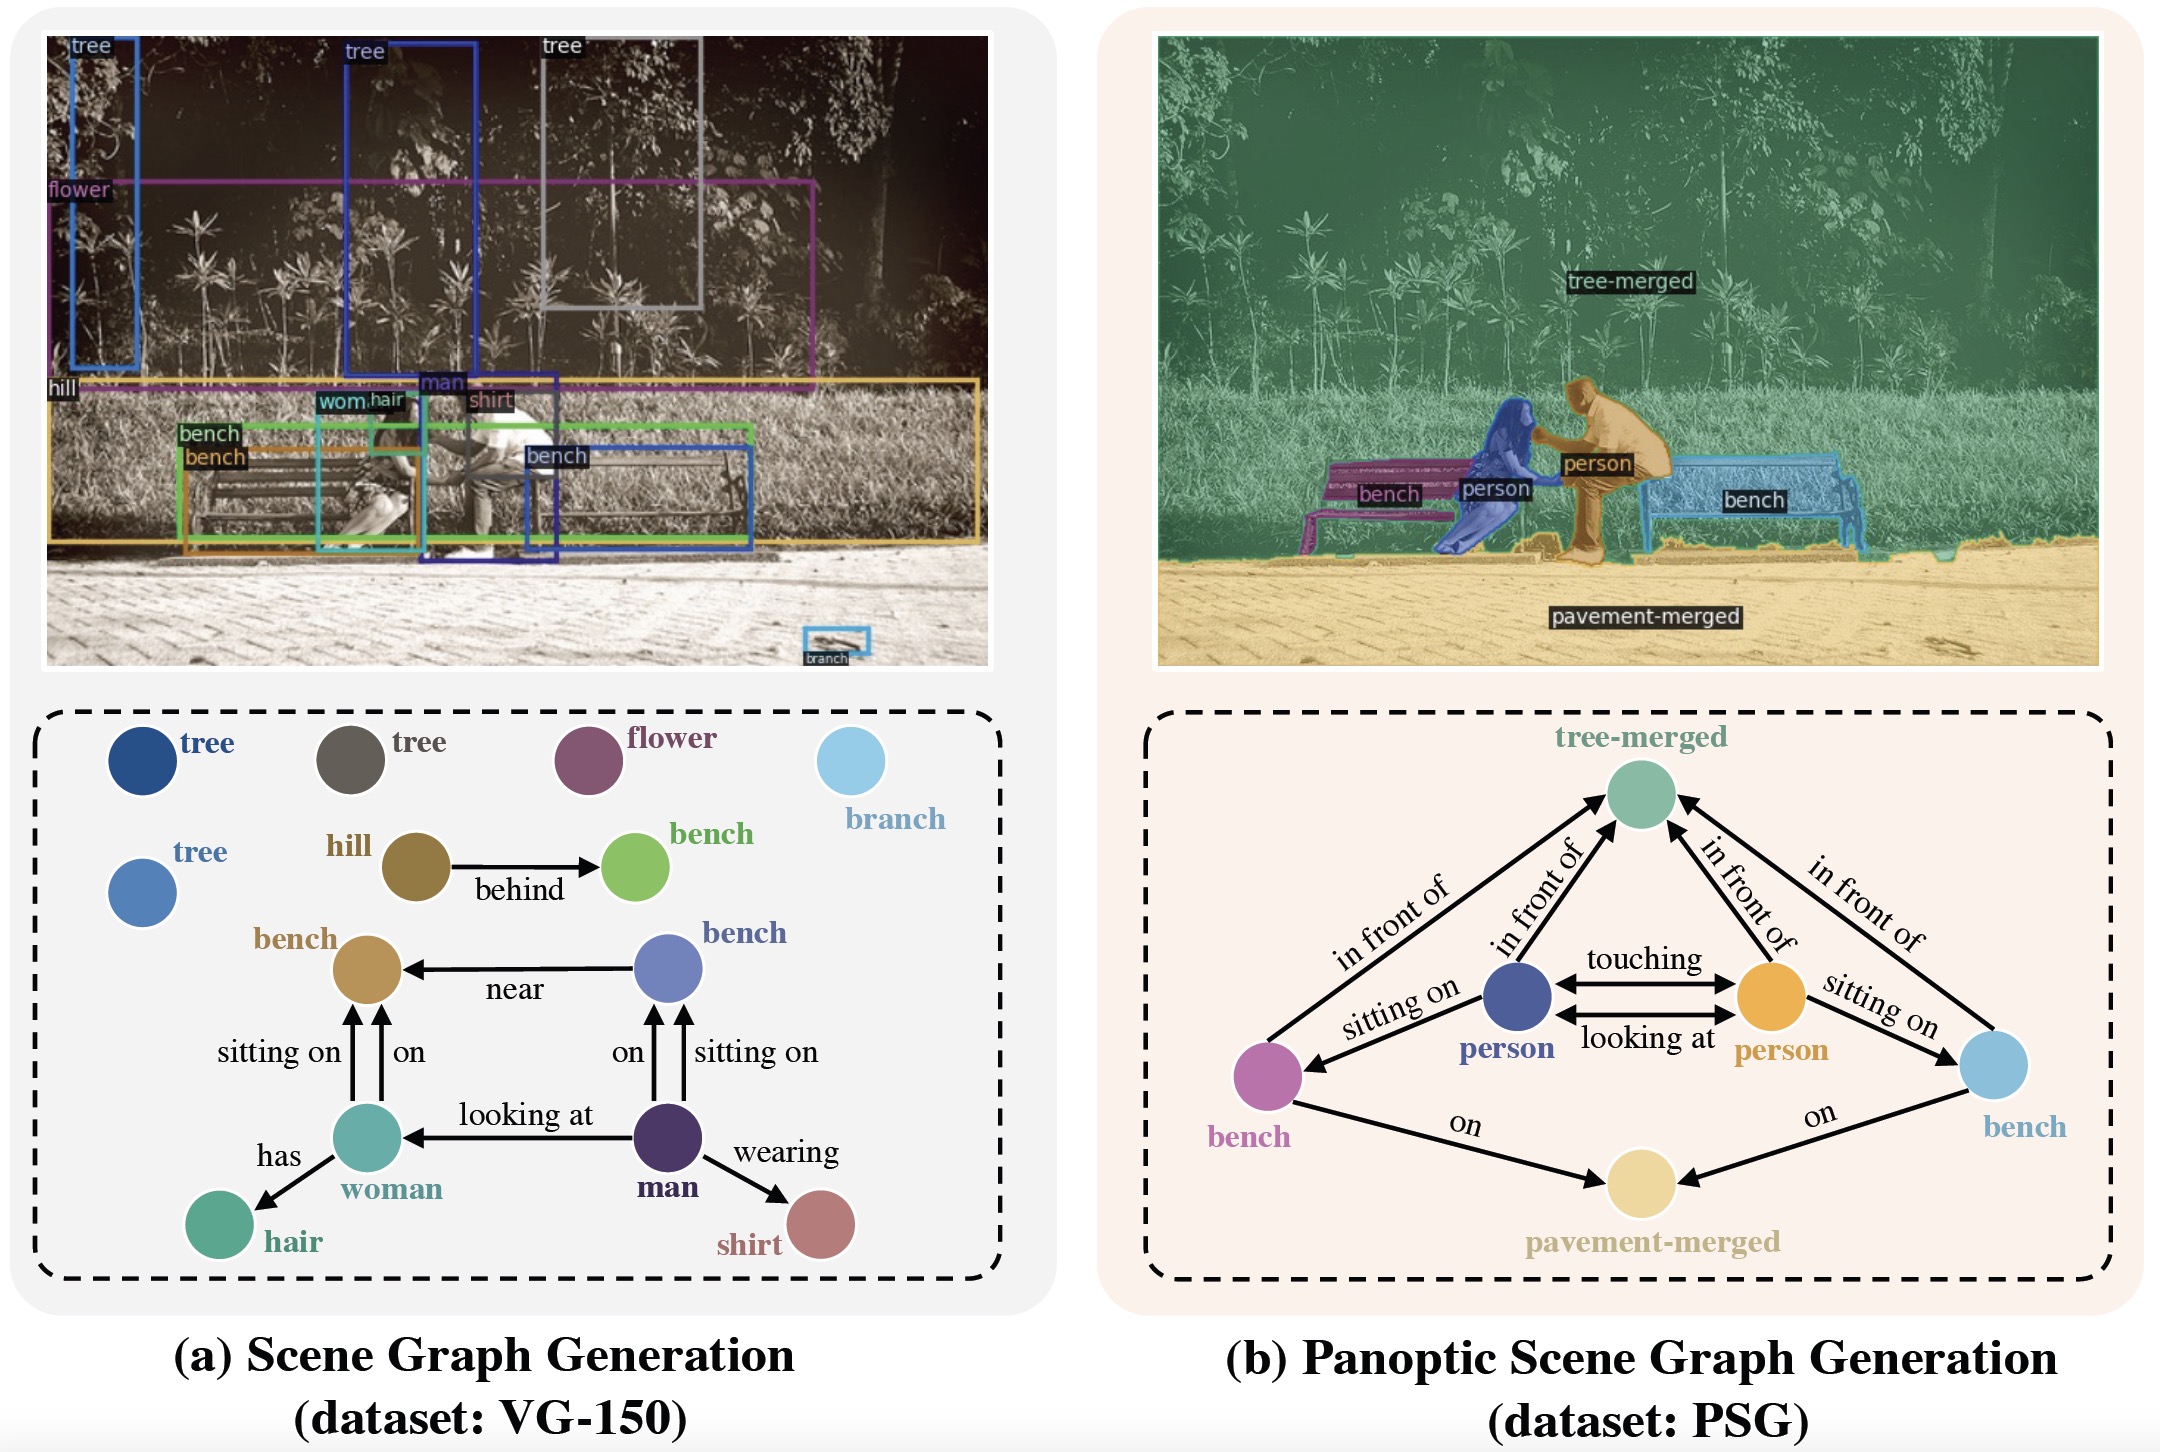 tree
tree
tree
flower
hill
man
hair
shirt
bench
bench
bench
branch
tree
tree
flower
branch
tree
hill
bench
behind
bench
bench
near
sitting on
on
on
sitting on
looking at
has
wearing
woman
man
hair
shirt
(a) Scene Graph Generation
(dataset: VG-150)
tree-merged
person
bench
person
bench
pavement-merged
tree-merged
in front of
in front of
in front of
in front of
touching
sitting on
sitting on
looking at
person
person
bench
bench
on
on
pavement-merged
(b) Panoptic Scene Graph Generation
(dataset: PSG)